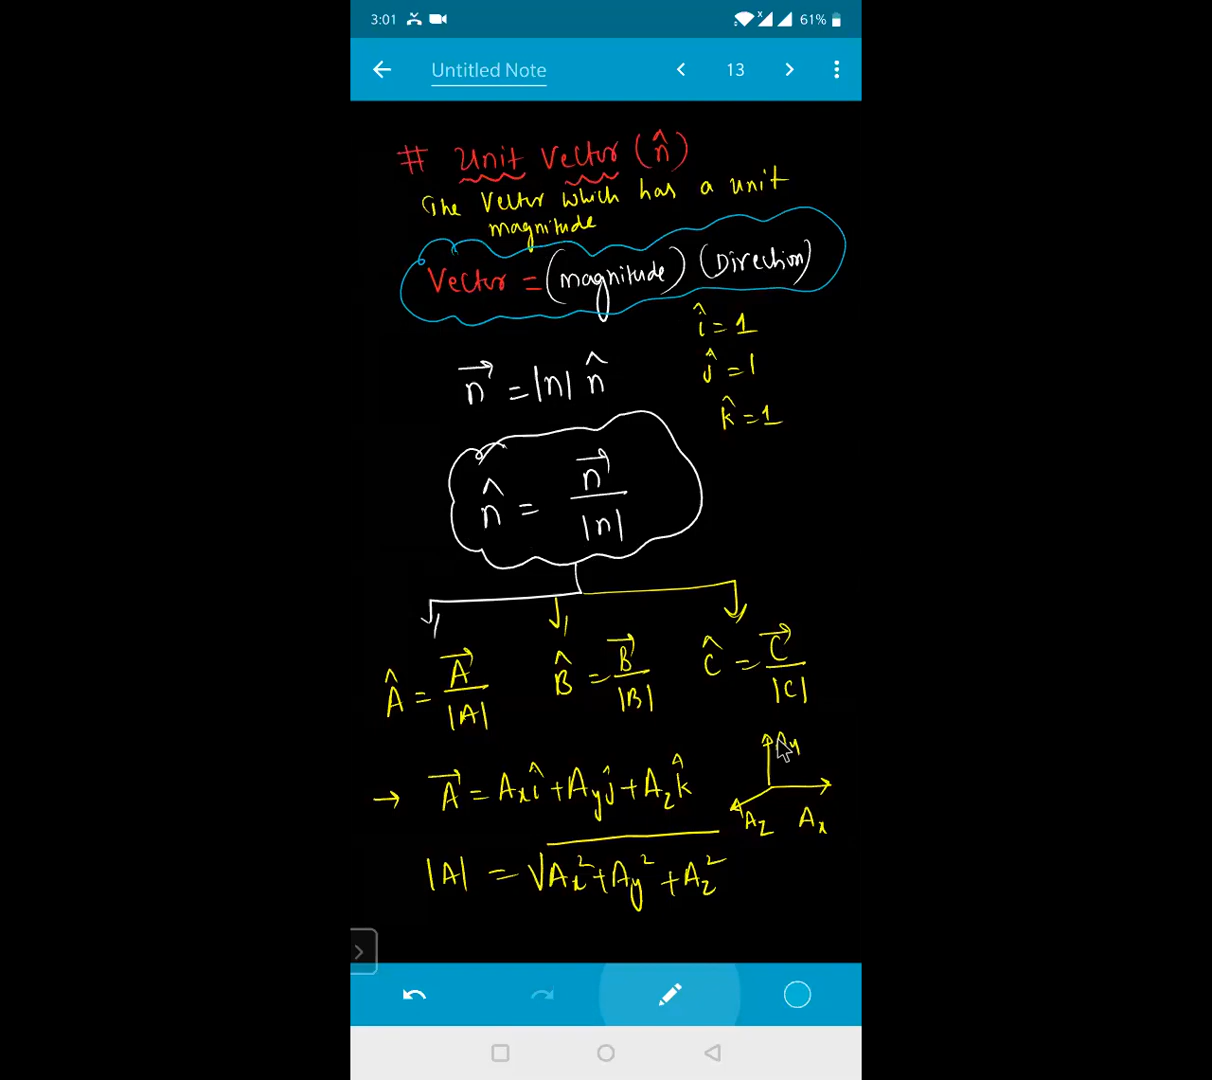 3:01 61%
Untitled Note 13
# Unit Vector (n̂)
The Vector which has a unit
magnitude
Vector = (magnitude) (Direction)
î = 1
ĵ = 1
k̂ = 1
n⃗ = |n| n̂
n̂ = n⃗ / |n|
Â = A⃗ / |A| B̂ = B⃗ / |B| Ĉ = C⃗ / |C|
Ay
→ A⃗ = Axî + Ayĵ + Azk̂
Az Ax
|A| = √Ax² + Ay² + Az²